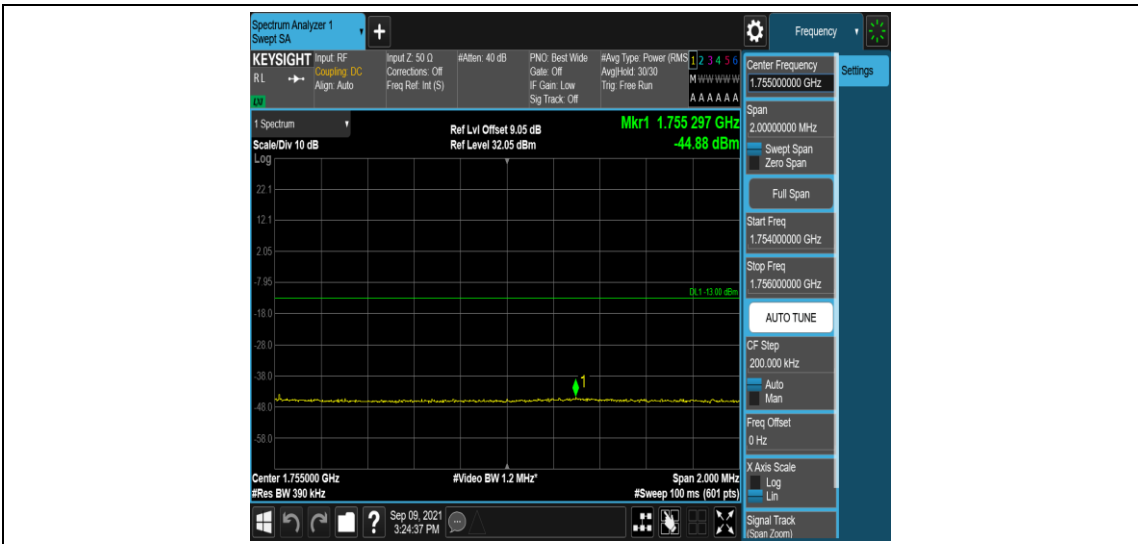 Spectrum Analyzer 1
Swept SA
+
Frequency
KEYSIGHT
RL
LNI
Input: RF
Coupling: DC
Align: Auto
Input Z: 50 Ω
Corrections: Off
Freq Ref: Int (S)
#Atten: 40 dB
PNO: Best Wide
Gate: Off
IF Gain: Low
Sig Track: Off
#Avg Type: Power (RMS
Avg|Hold: 30/30
Trig: Free Run
1 2 3 4 5 6
M W W W W W
A A A A A A
1 Spectrum
Scale/Div 10 dB
Ref Lvl Offset 9.05 dB
Ref Level 32.05 dBm
Mkr1 1.755 297 GHz
-44.88 dBm
Log
22.1
12.1
2.05
-7.95
DL1 -13.00 dBm
-18.0
-28.0
-38.0
1
-48.0
-58.0
Center 1.755000 GHz
#Video BW 1.2 MHz*
Span 2.000 MHz
#Res BW 390 kHz
#Sweep 100 ms (601 pts)
?
Sep 09, 2021
3:24:37 PM
Center Frequency
1.755000000 GHz
Settings
Span
2.00000000 MHz
Swept Span
Zero Span
Full Span
Start Freq
1.754000000 GHz
Stop Freq
1.756000000 GHz
AUTO TUNE
CF Step
200.000 kHz
Auto
Man
Freq Offset
0 Hz
X Axis Scale
Log
Lin
Signal Track
(Span Zoom)